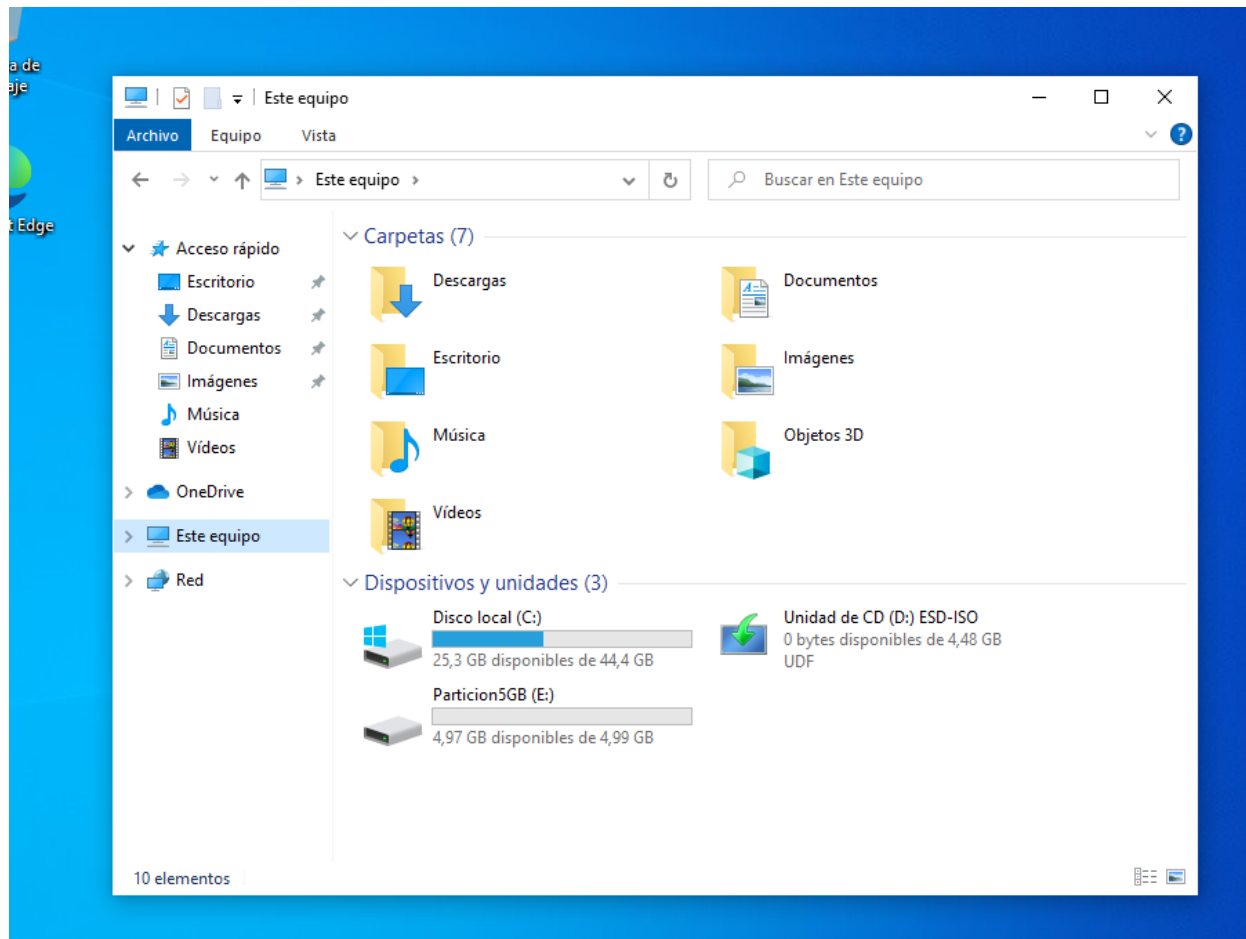 a de
aje
t Edge
Este equipo
Archivo Equipo Vista
Este equipo
Buscar en Este equipo
Acceso rápido
Escritorio
Descargas
Documentos
Imágenes
Música
Vídeos
OneDrive
Este equipo
Red
Carpetas (7)
Descargas
Documentos
Escritorio
Imágenes
Música
Objetos 3D
Vídeos
Dispositivos y unidades (3)
Disco local (C:)
25,3 GB disponibles de 44,4 GB
Unidad de CD (D:) ESD-ISO
0 bytes disponibles de 4,48 GB
UDF
Particion5GB (E:)
4,97 GB disponibles de 4,99 GB
10 elementos